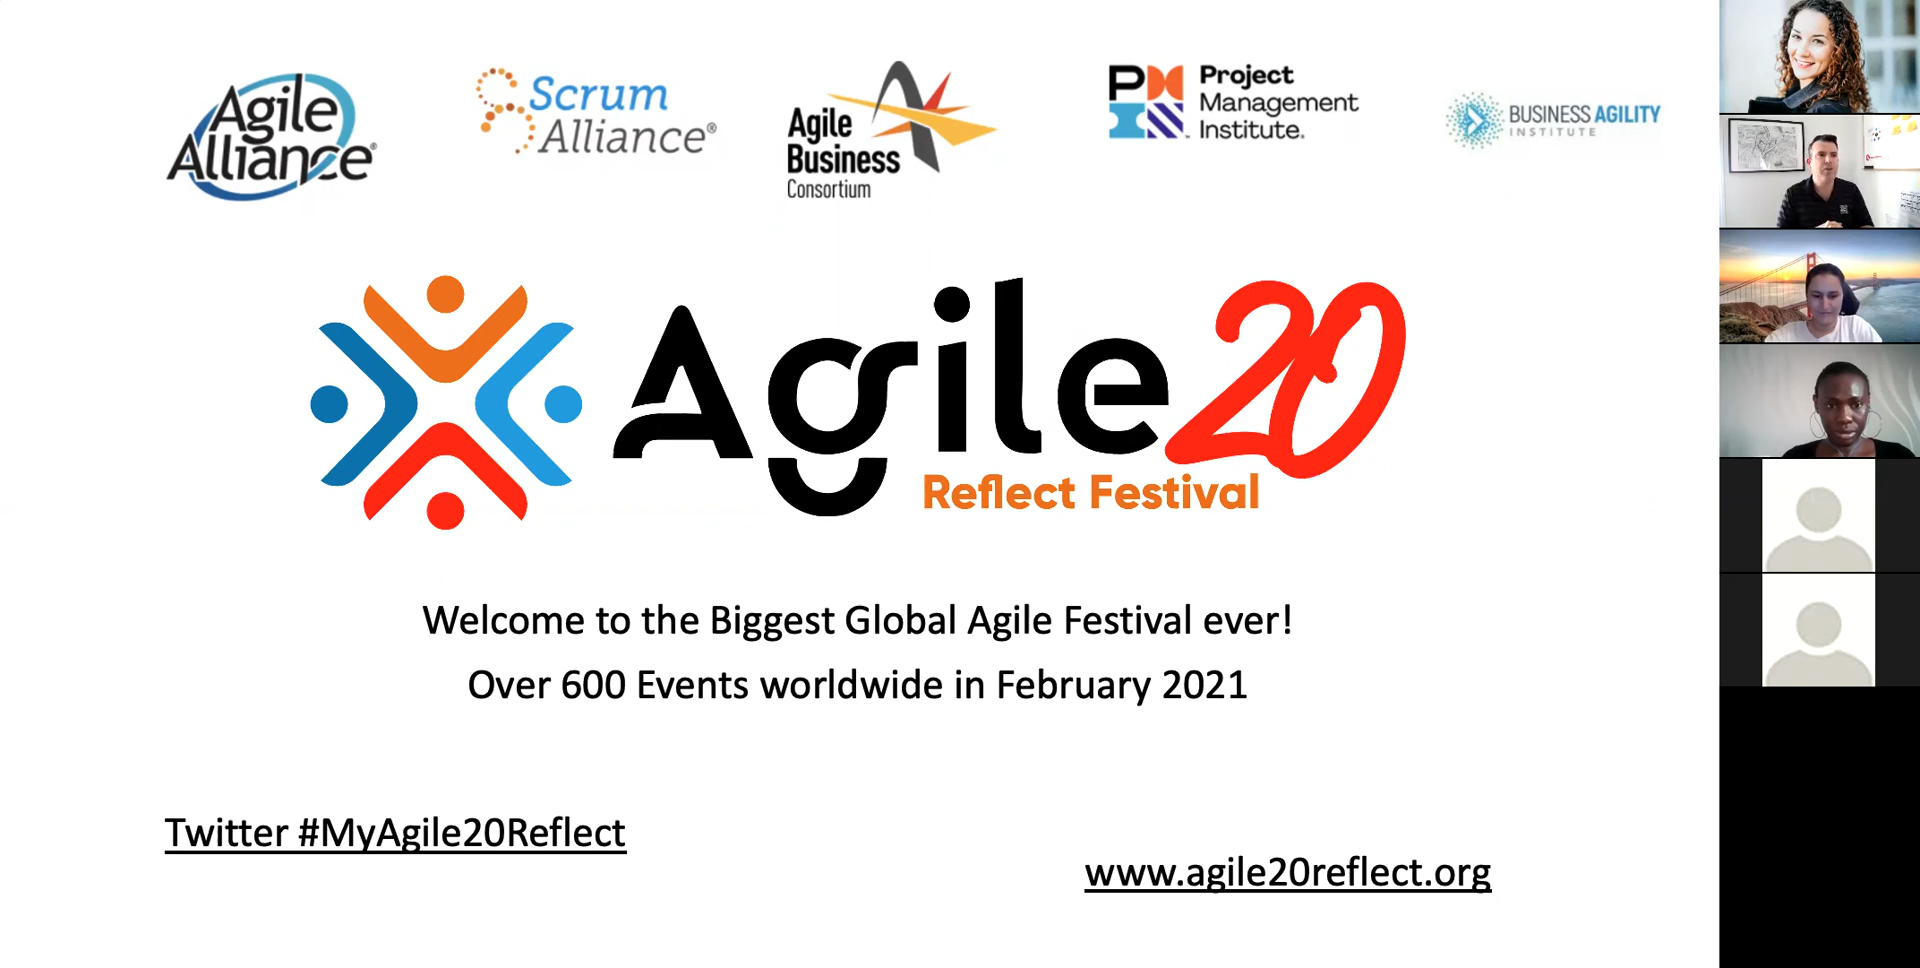 Agile
Alliance®
Scrum
Alliance®
Agile
Business
Consortium
Project
Management
Institute.
BUSINESS AGILITY
INSTITUTE
Agile20
Reflect Festival
Welcome to the Biggest Global Agile Festival ever!
Over 600 Events worldwide in February 2021
Twitter #MyAgile20Reflect
www.agile20reflect.org